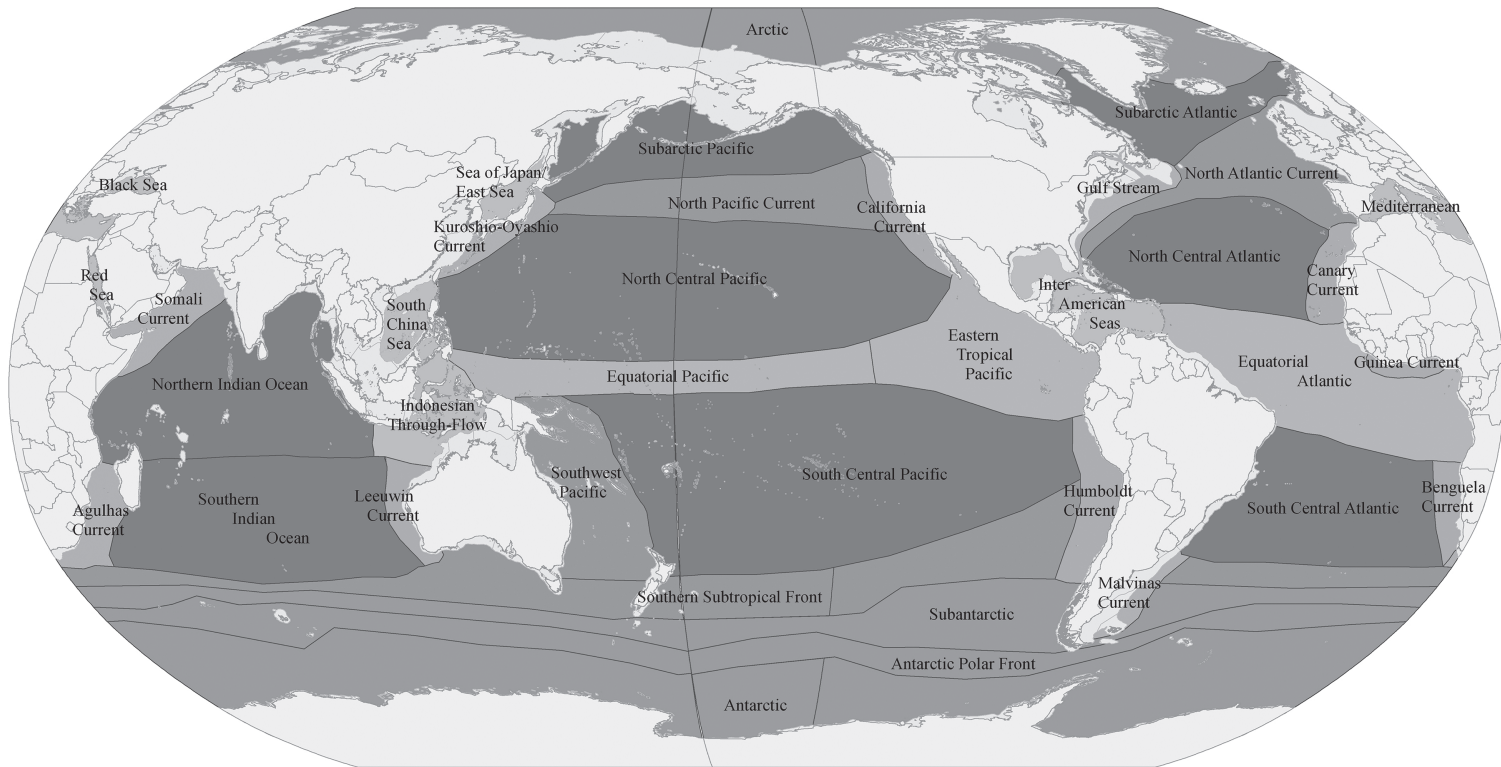 Arctic
Subarctic Atlantic
Subarctic Pacific
Sea of Japan/
East Sea
Black Sea
North Atlantic Current
Gulf Stream
North Pacific Current
California
Current
Mediterranean
Kuroshio-Oyashio
Current
North Central Atlantic
Red
Sea
North Central Pacific
Canary
Current
Inter
American
Seas
Somali
Current
South
China
Sea
Eastern
Tropical
Pacific
Equatorial
Atlantic
Guinea Current
Equatorial Pacific
Northern Indian Ocean
Indonesian
Through-Flow
Southwest
Pacific
South Central Pacific
Southern
Indian
Ocean
Leeuwin
Current
Humboldt
Current
Benguela
Current
South Central Atlantic
Agulhas
Current
Malvinas
Current
Southern Subtropical Front
Subantarctic
Antarctic Polar Front
Antarctic